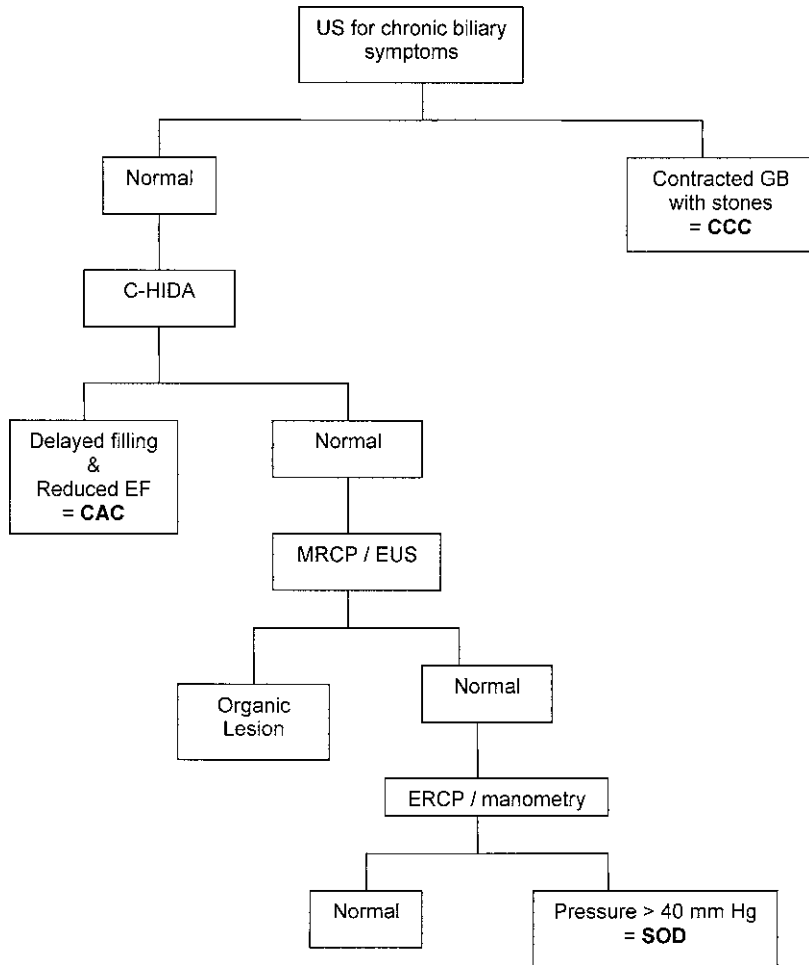 US for chronic biliary
symptoms
Normal
Contracted GB
with stones
= CCC
C-HIDA
Delayed filling
&
Reduced EF
= CAC
Normal
MRCP / EUS
Organic
Lesion
Normal
ERCP / manometry
Normal
Pressure > 40 mm Hg
= SOD